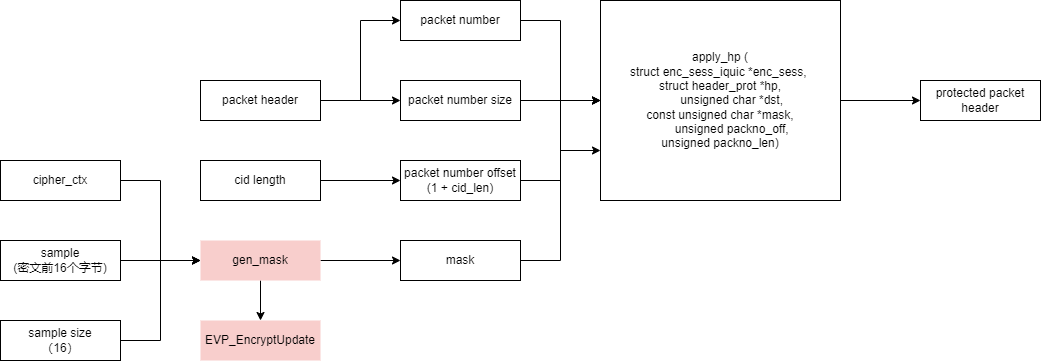 packet number
packet header
packet number size
apply_hp (
struct enc_sess_iquic *enc_sess,
struct header_prot *hp,
unsigned char *dst,
const unsigned char *mask,
unsigned packno_off,
unsigned packno_len)
protected packet
header
cipher_ctx
cid length
packet number offset
（1 + cid_len）
sample
(密文前16个字节)
gen_mask
mask
sample size
（16）
EVP_EncryptUpdate